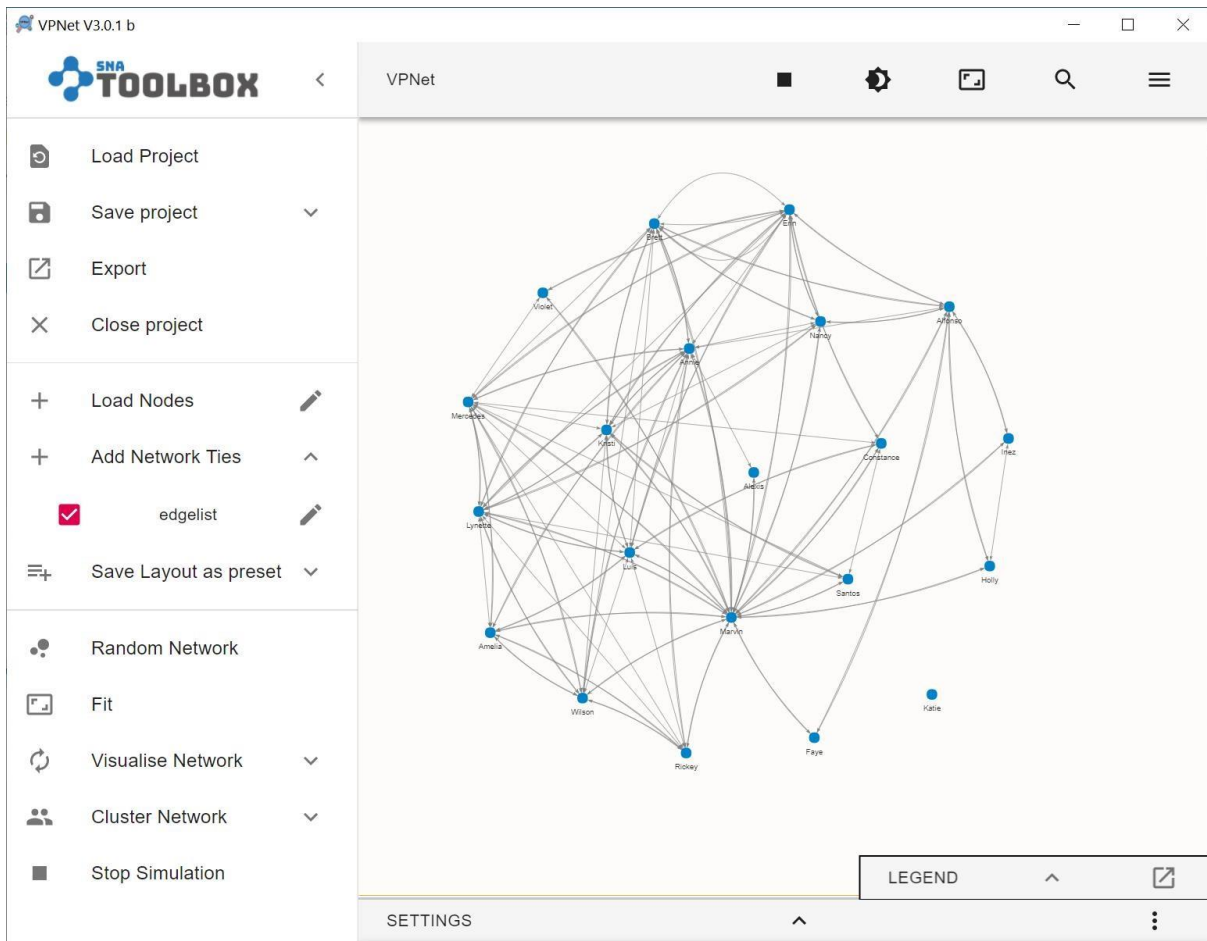 VPNet V3.0.1 b
SNA
TOOLBOX
VPNet
Load Project
Save project
Export
Close project
Load Nodes
Add Network Ties
edgelist
Save Layout as preset
Random Network
Fit
Visualise Network
Cluster Network
Stop Simulation
Brett
Erin
Violet
Alfonso
Nancy
Annie
Mercedes
Kristi
Constance
Inez
Alexis
Lynette
Luis
Santos
Holly
Marvin
Amelia
Katie
Wilson
Faye
Rickey
LEGEND
SETTINGS